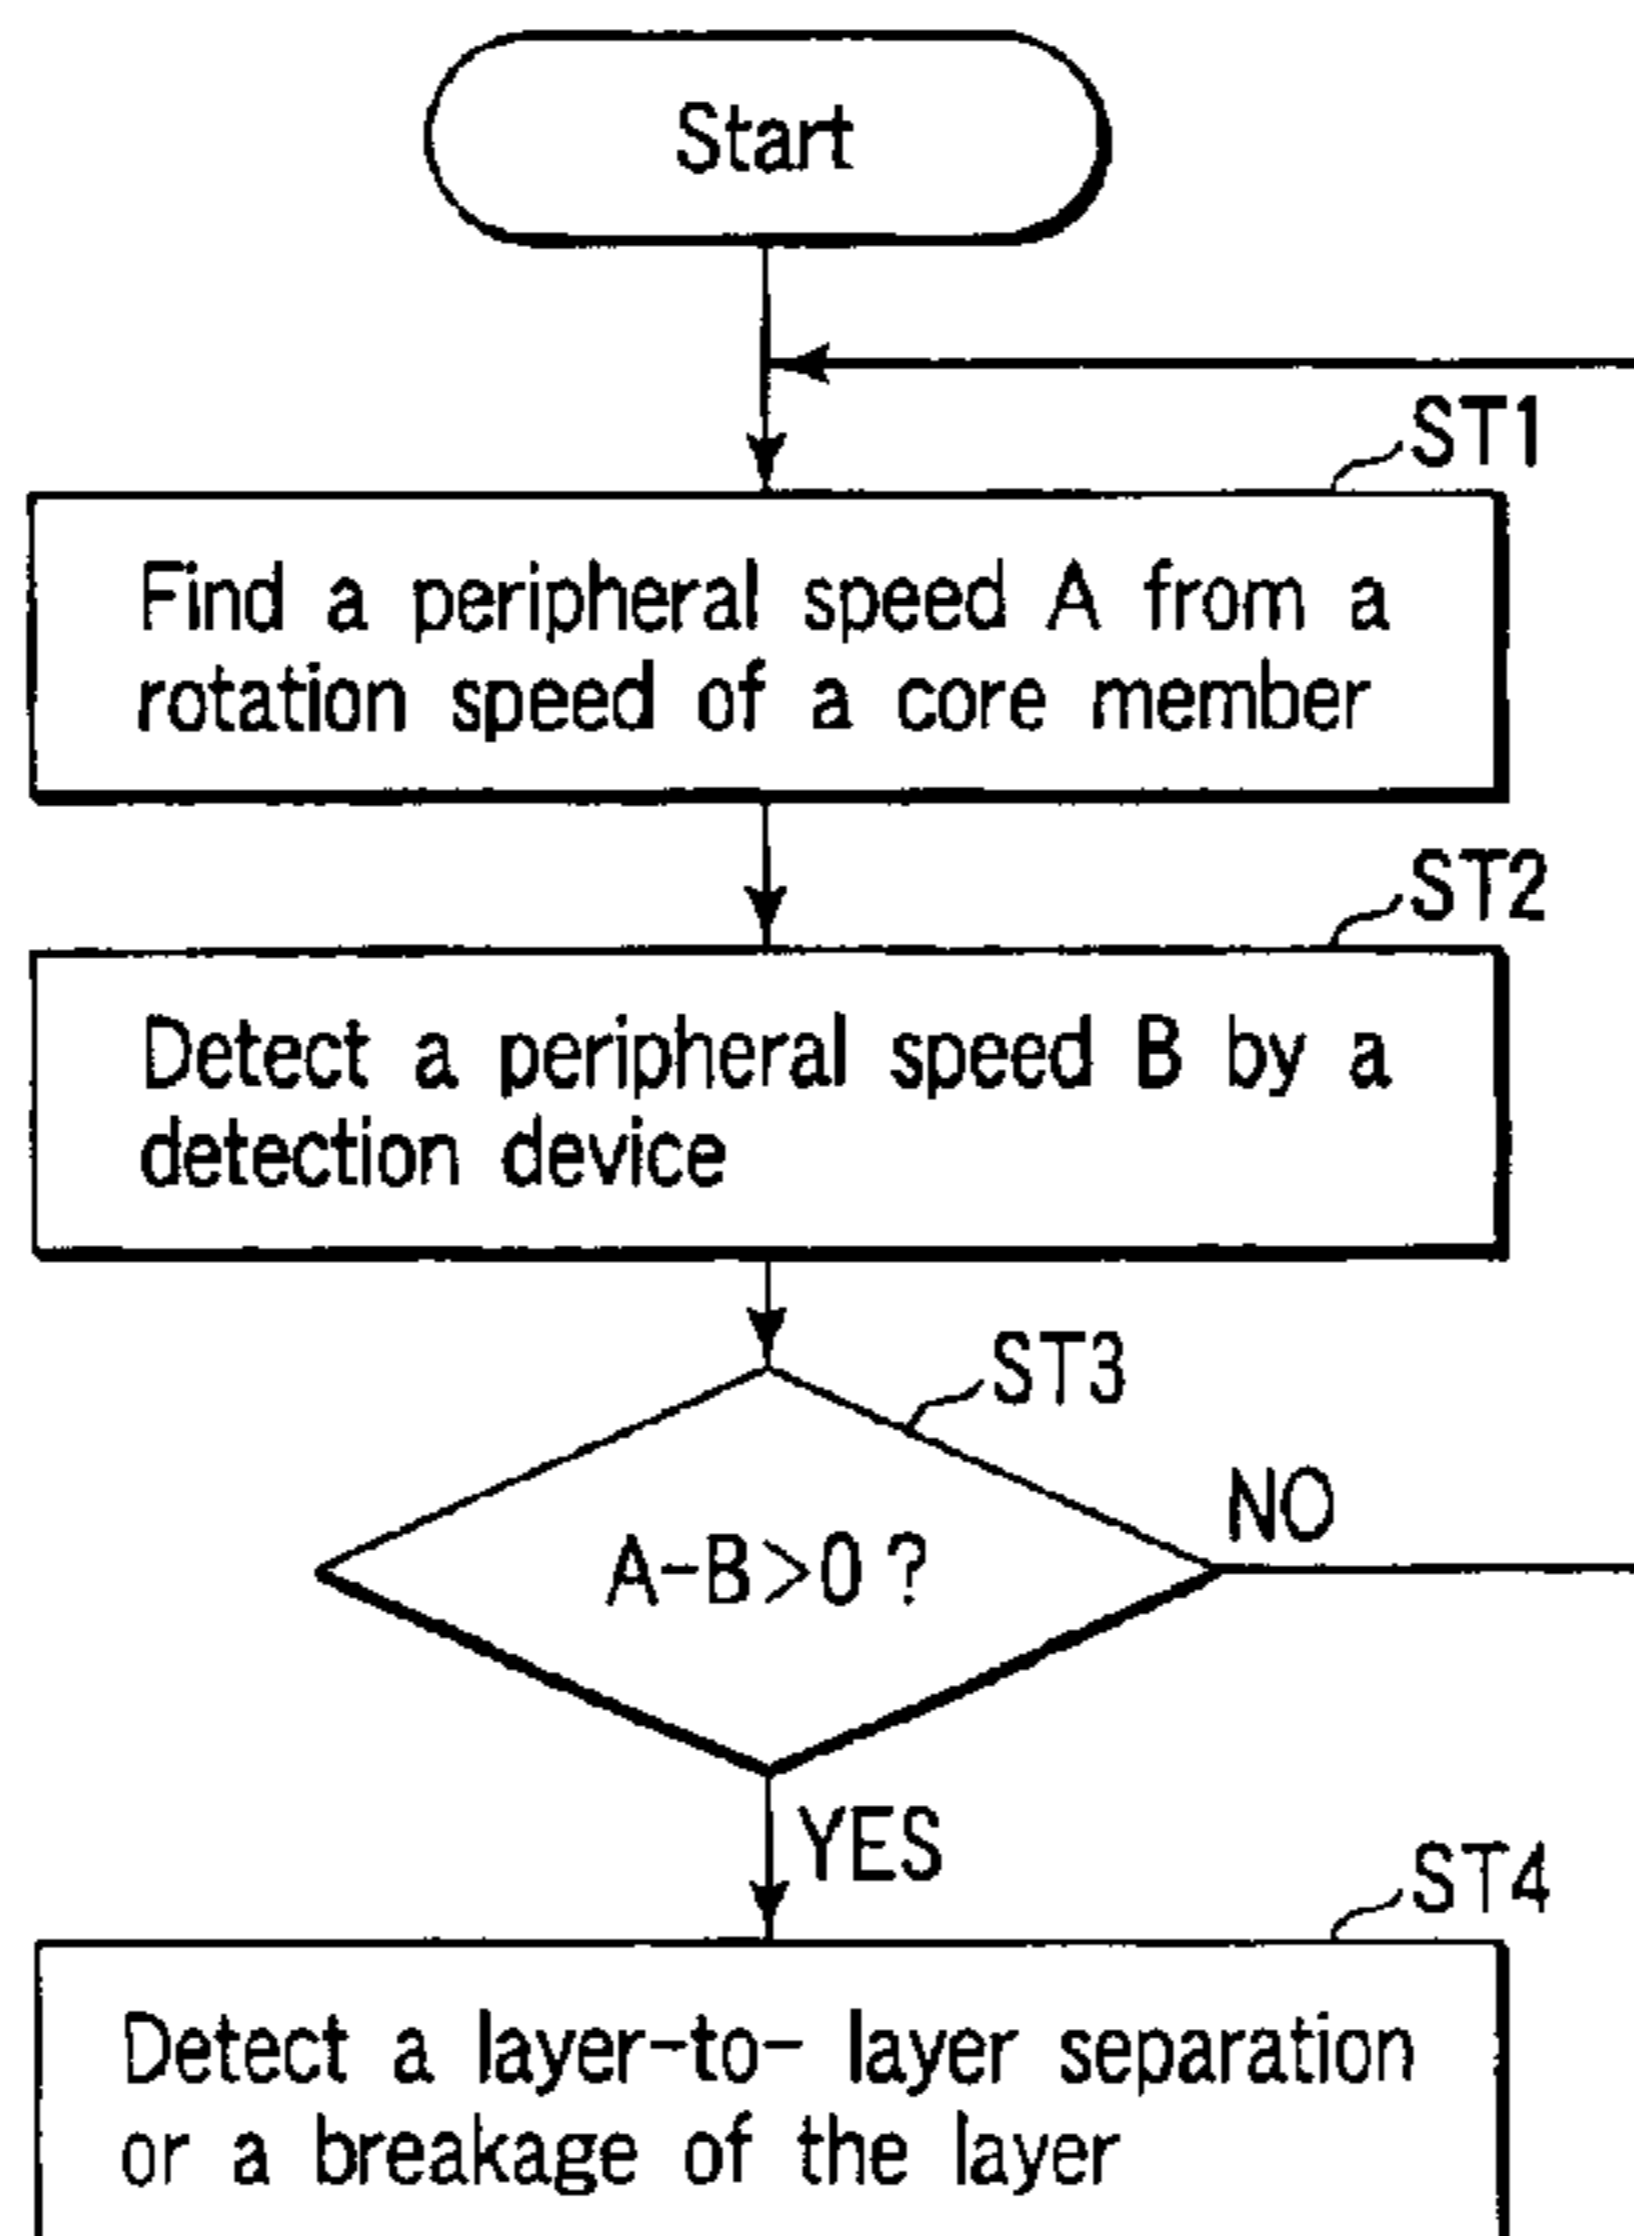 Start
ST1
Find a peripheral speed A from a
rotation speed of a core member
ST2
Detect a peripheral speed B by a
detection device
ST3
A-B>0?
NO
YES
ST4
Detect a layer-to- layer separation
or a breakage of the layer